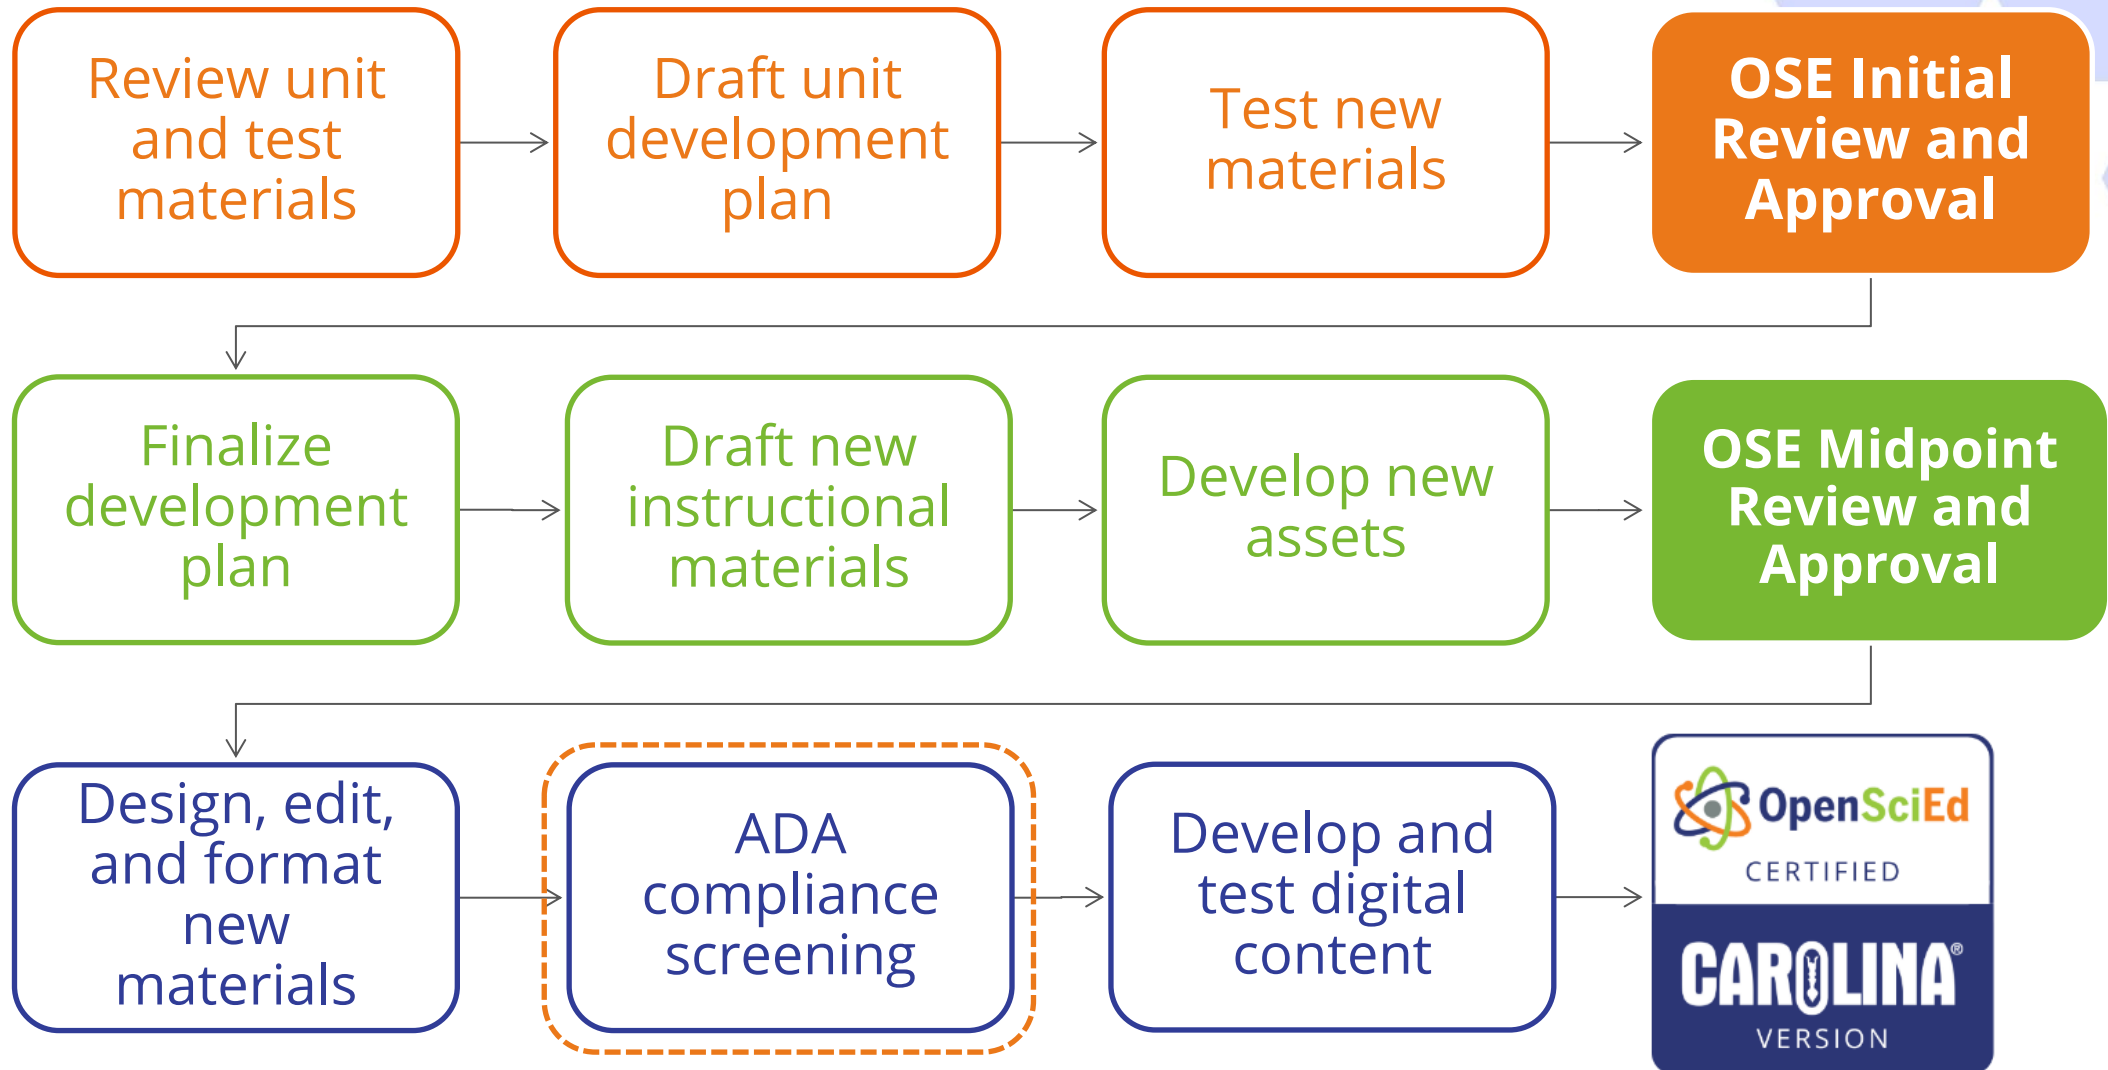 Review unit
and test
materials
Draft unit
development
plan
Test new
materials
OSE Initial
Review and
Approval
Finalize
development
plan
Draft new
instructional
materials
Develop new
assets
OSE Midpoint
Review and
Approval
Design, edit,
and format
new
materials
ADA
compliance
screening
Develop and
test digital
content
OpenSciEd
CERTIFIED
CAROLINA®
VERSION